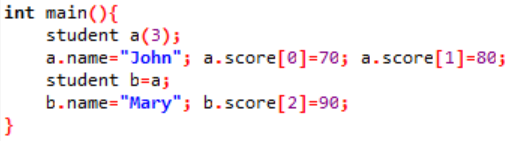 int main(){
    student a(3);
    a.name="John"; a.score[0]=70; a.score[1]=80;
    student b=a;
    b.name="Mary"; b.score[2]=90;
}